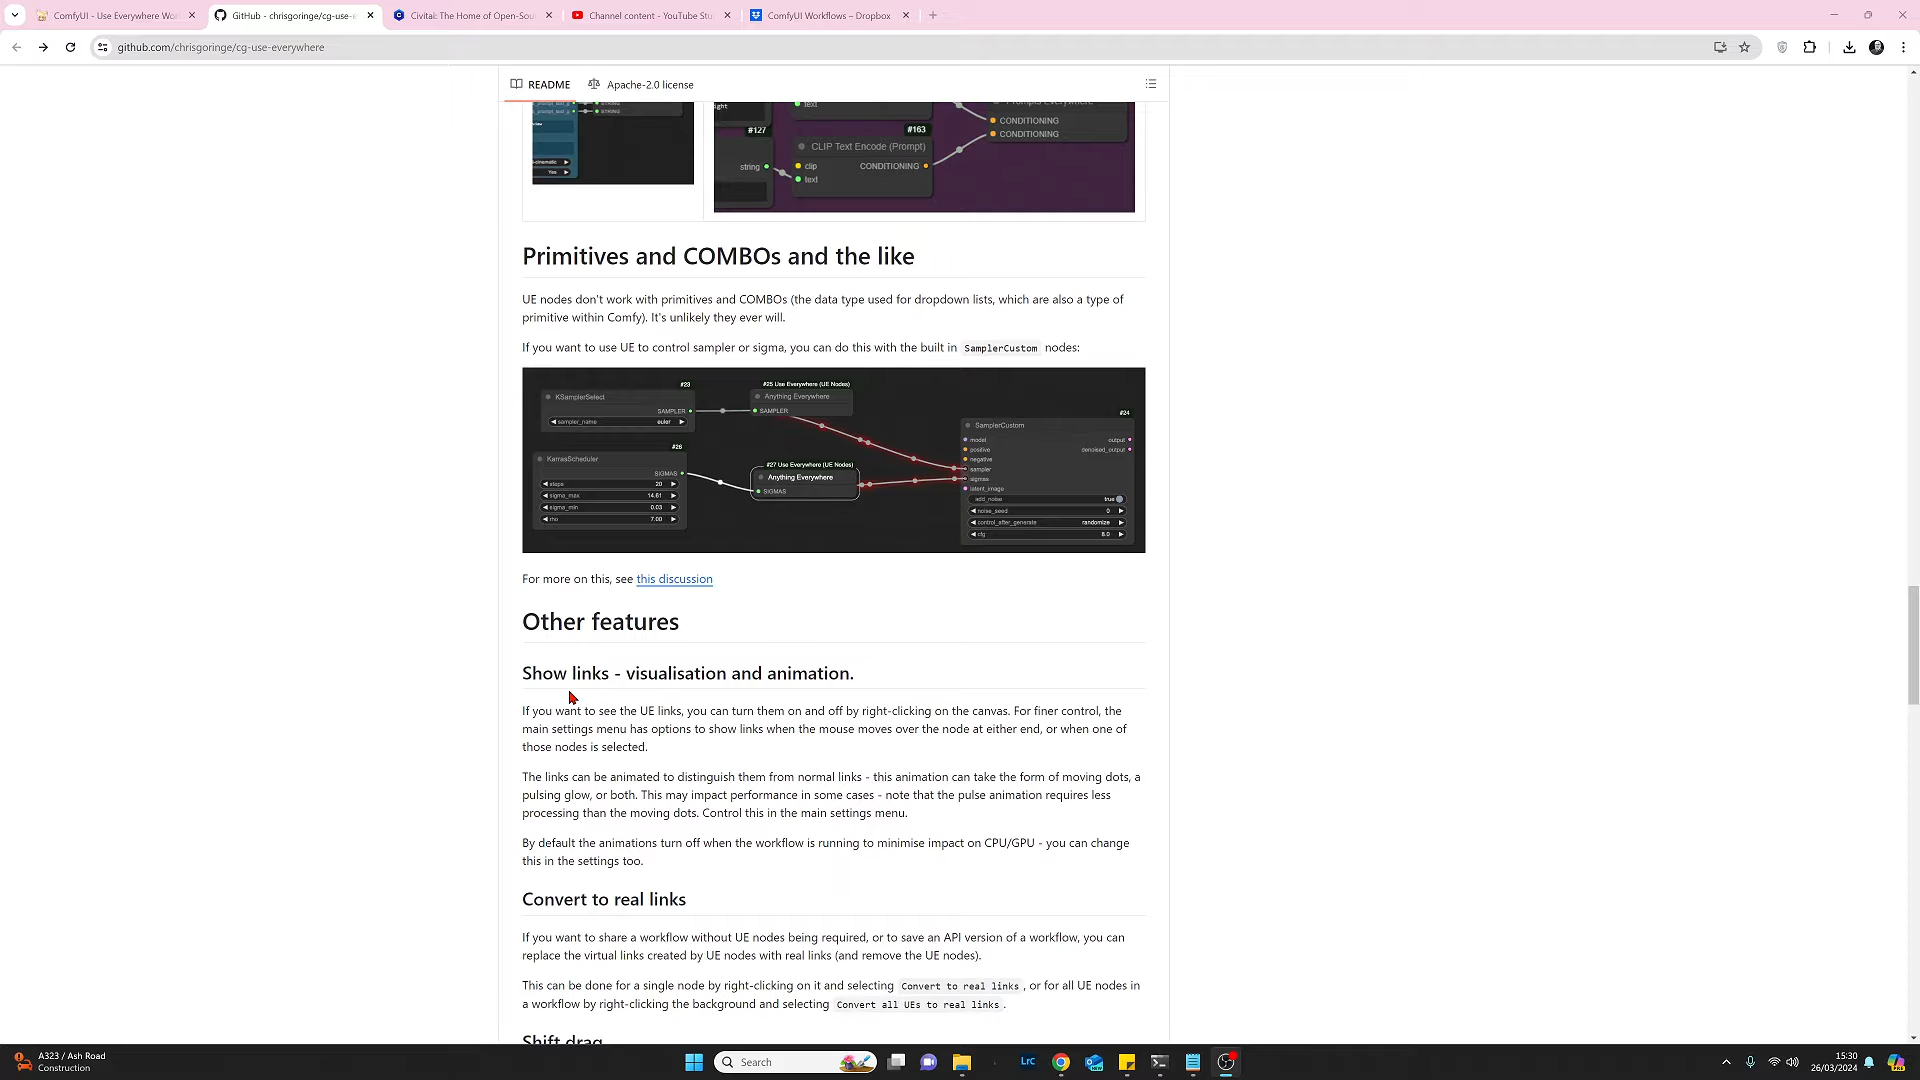 ComfyUI - Use Everywhere Wor
GitHub - chrisgoringe/cg-use-e
Civitai: The Home of Open-Sou
Channel content - YouTube Stu
ComfyUI Workflows – Dropbox
github.com/chrisgoringe/cg-use-everywhere
README
Apache-2.0 license
STRING
STRING
cinematic
Yes
ight
#127
string
text
#163
CLIP Text Encode (Prompt)
clip
CONDITIONING
text
Prompts Everywhere
CONDITIONING
CONDITIONING
Primitives and COMBOs and the like
UE nodes don't work with primitives and COMBOs (the data type used for dropdown lists, which are also a type of
primitive within Comfy). It's unlikely they ever will.
If you want to use UE to control sampler or sigma, you can do this with the built in SamplerCustom nodes:
#23
KSamplerSelect
SAMPLER
sampler_name euler
#26
KarrasScheduler
SIGMAS
steps 20
sigma_max 14.61
sigma_min 0.03
rho 7.00
#25 Use Everywhere (UE Nodes)
Anything Everywhere
SAMPLER
#27 Use Everywhere (UE Nodes)
Anything Everywhere
SIGMAS
#24
SamplerCustom
model output
positive denoised_output
negative
sampler
sigmas
latent_image
add_noise true
noise_seed 0
control_after_generate randomize
cfg 8.0
For more on this, see this discussion
Other features
Show links - visualisation and animation.
If you want to see the UE links, you can turn them on and off by right-clicking on the canvas. For finer control, the
main settings menu has options to show links when the mouse moves over the node at either end, or when one of
those nodes is selected.
The links can be animated to distinguish them from normal links - this animation can take the form of moving dots, a
pulsing glow, or both. This may impact performance in some cases - note that the pulse animation requires less
processing than the moving dots. Control this in the main settings menu.
By default the animations turn off when the workflow is running to minimise impact on CPU/GPU - you can change
this in the settings too.
Convert to real links
If you want to share a workflow without UE nodes being required, or to save an API version of a workflow, you can
replace the virtual links created by UE nodes with real links (and remove the UE nodes).
This can be done for a single node by right-clicking on it and selecting Convert to real links , or for all UE nodes in
a workflow by right-clicking the background and selecting Convert all UEs to real links .
Shift drag
A323 / Ash Road
Construction
Search
LrC
15:30
26/03/2024